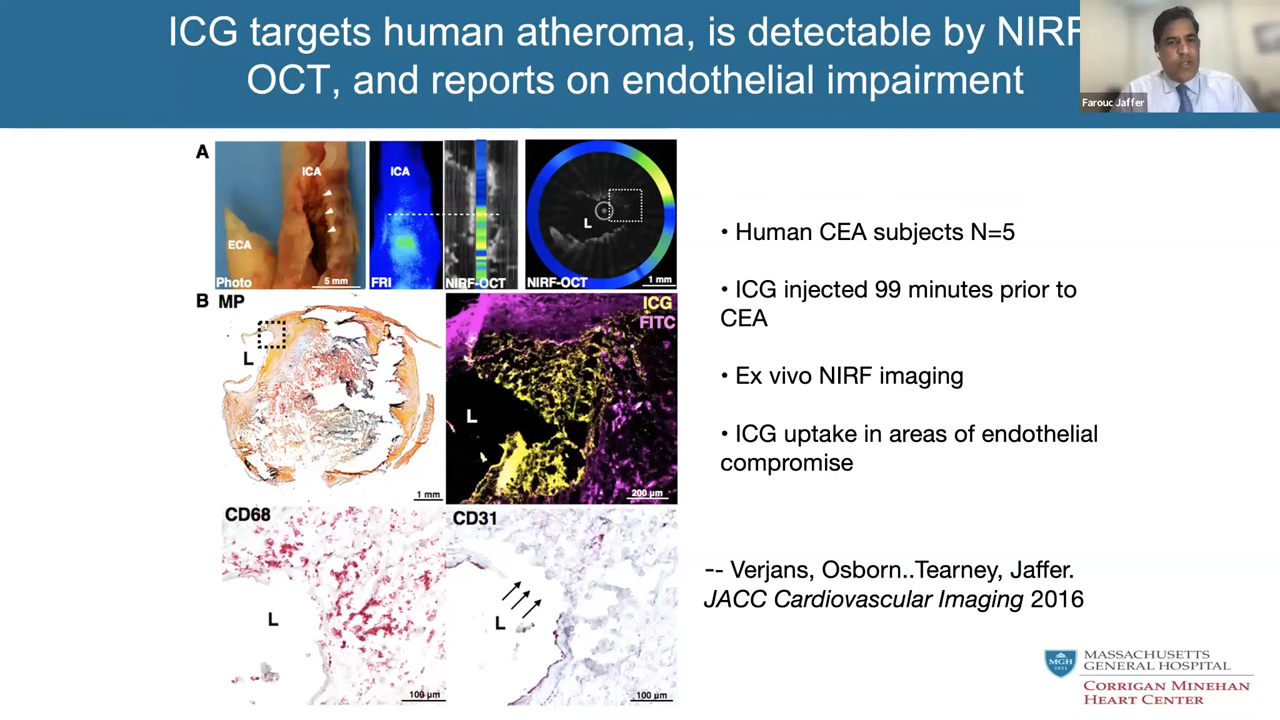 ICG targets human atheroma, is detectable by NIRF
OCT, and reports on endothelial impairment
Farouc Jaffer
A
ICA
ECA
Photo
5 mm
ICA
FRI
NIRF-OCT
L
NIRF-OCT
1 mm
B
MP
L
1 mm
ICG
FITC
L
200 µm
CD68
L
100 µm
CD31
L
100 µm
• Human CEA subjects N=5
• ICG injected 99 minutes prior to
CEA
• Ex vivo NIRF imaging
• ICG uptake in areas of endothelial
compromise
-- Verjans, Osborn..Tearney, Jaffer.
JACC Cardiovascular Imaging 2016
MGH
1811
MASSACHUSETTS
GENERAL HOSPITAL
CORRIGAN MINEHAN
HEART CENTER